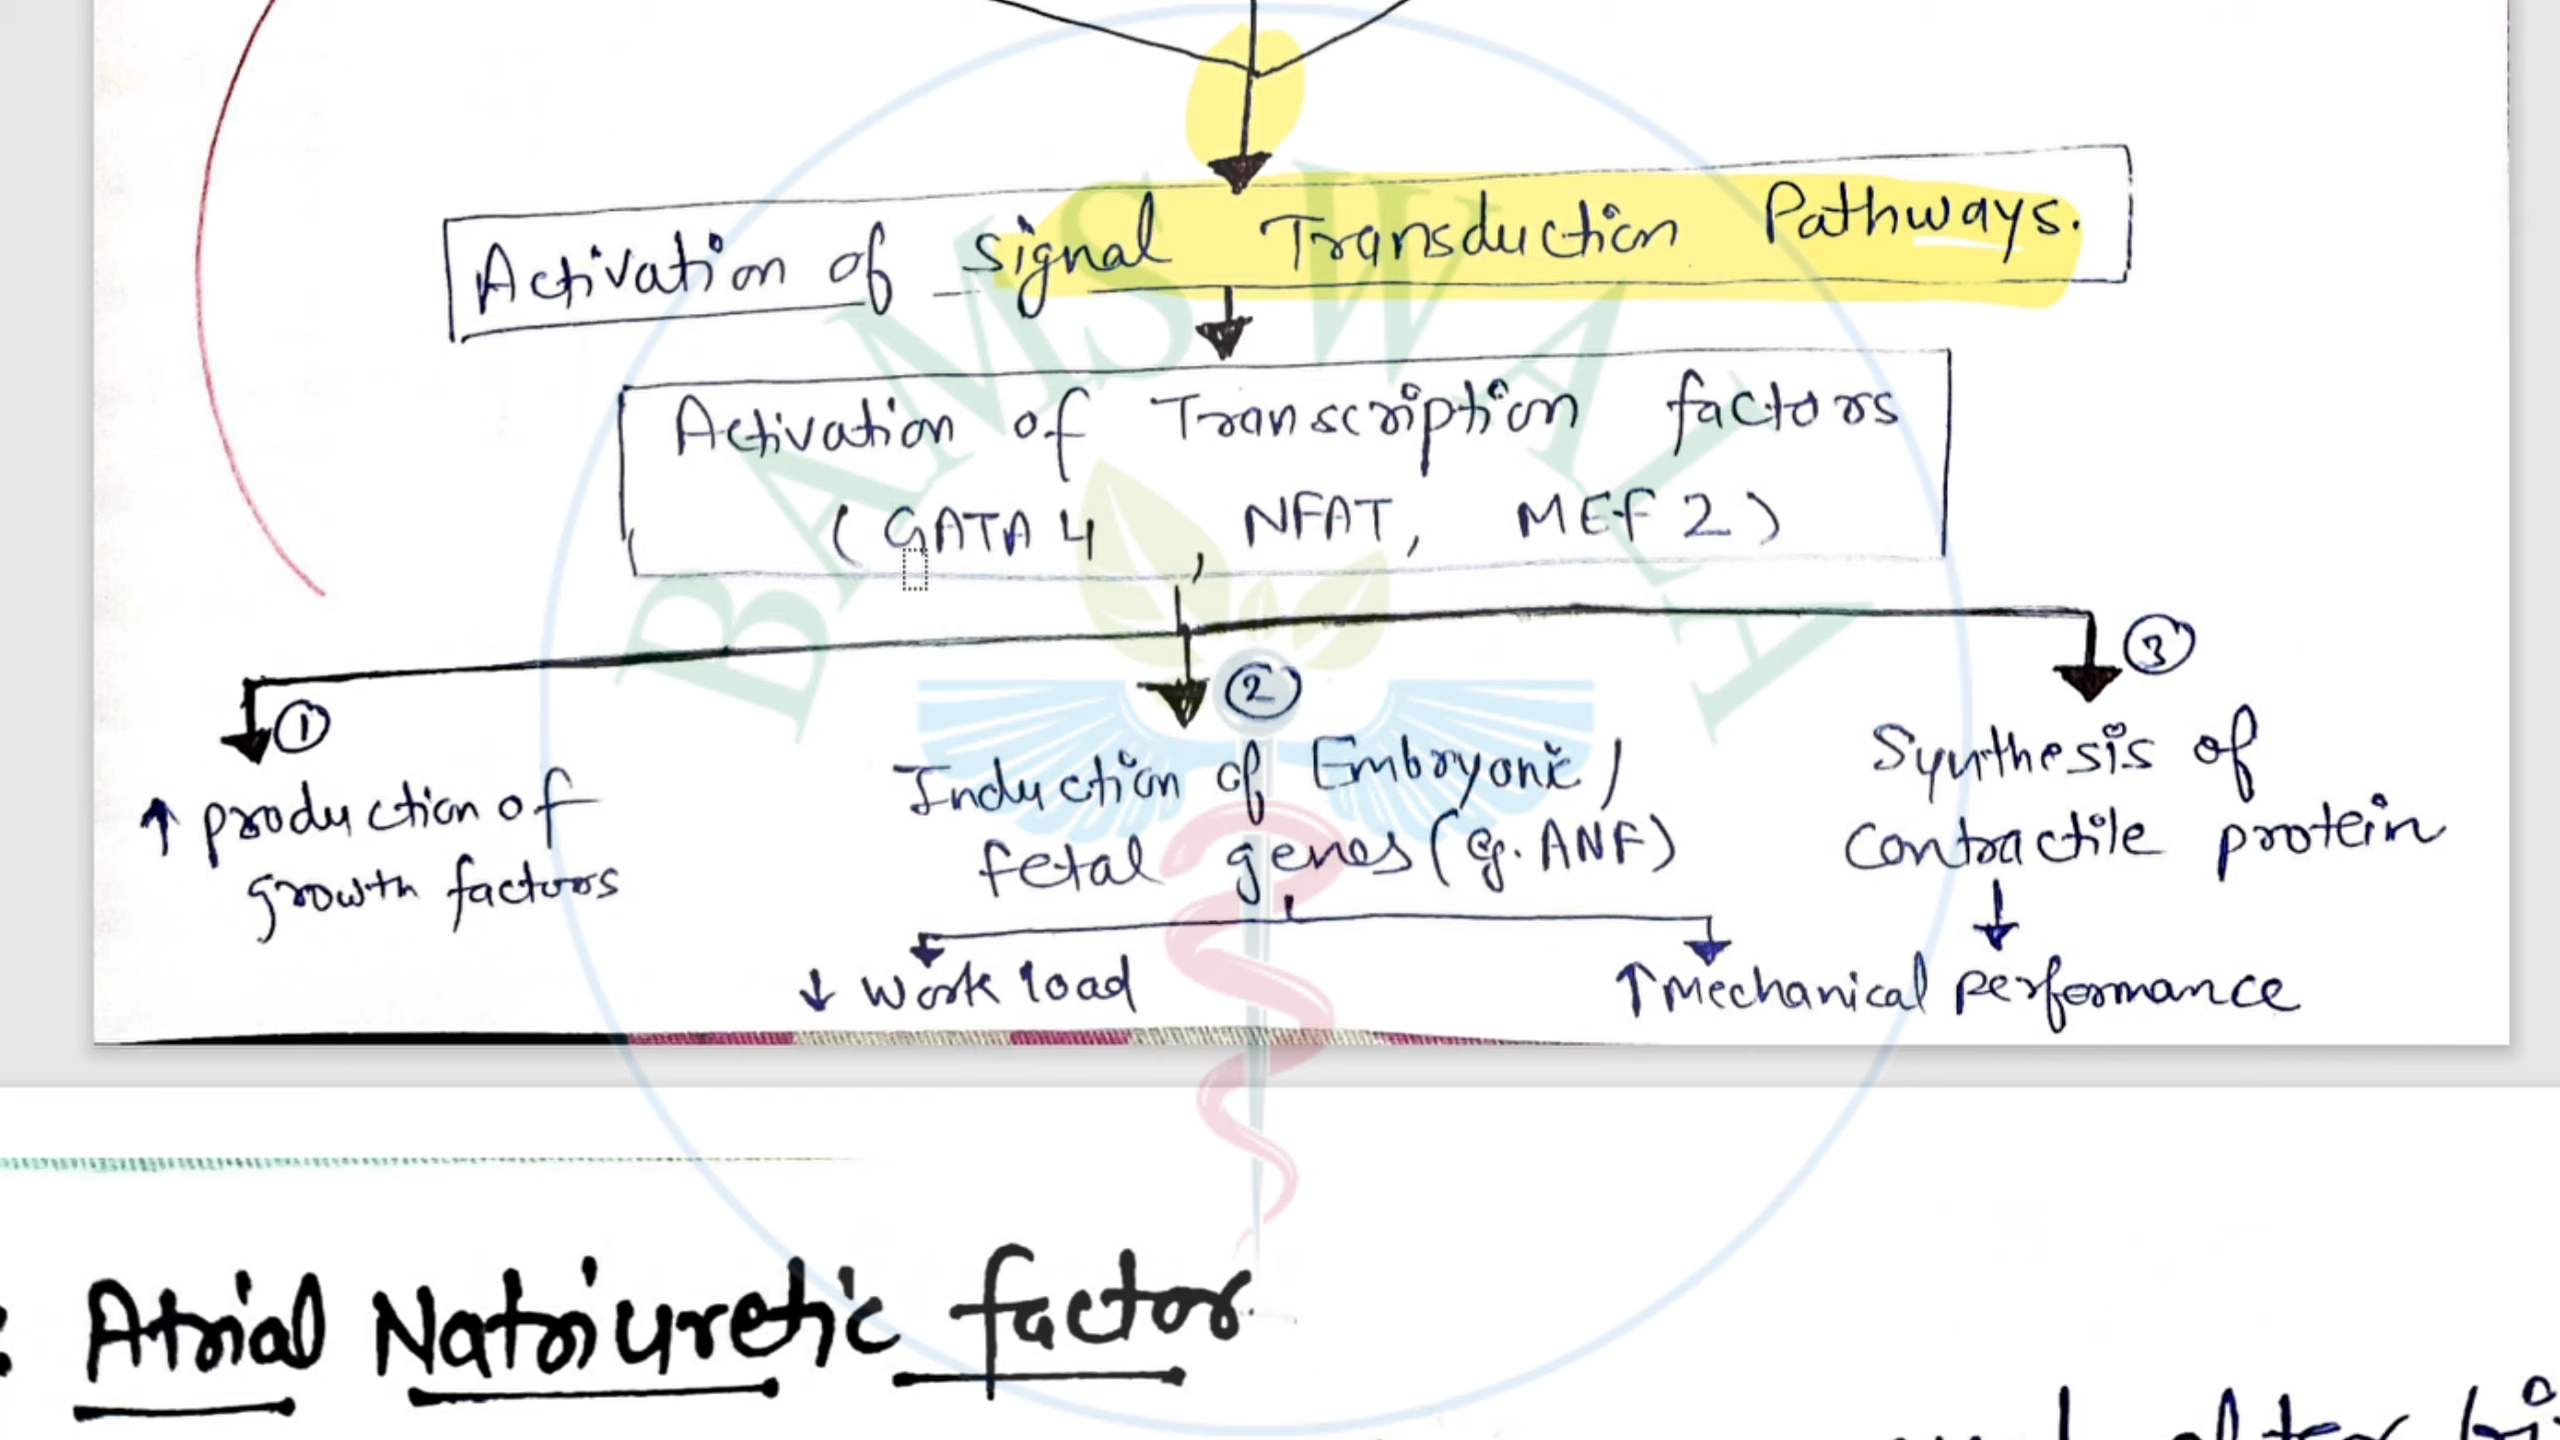 Activation of signal Transduction Pathways.
Activation of Transcription factors
(GATA 4, NFAT, MEF 2)
①
②
③
↑ production of
growth factors
Induction of Embryonic/
fetal genes (eg. ANF)
↓ work load
Synthesis of
contractile protein
↑ Mechanical performance
BAMSWALA
: Atrial Natriuretic factor
after